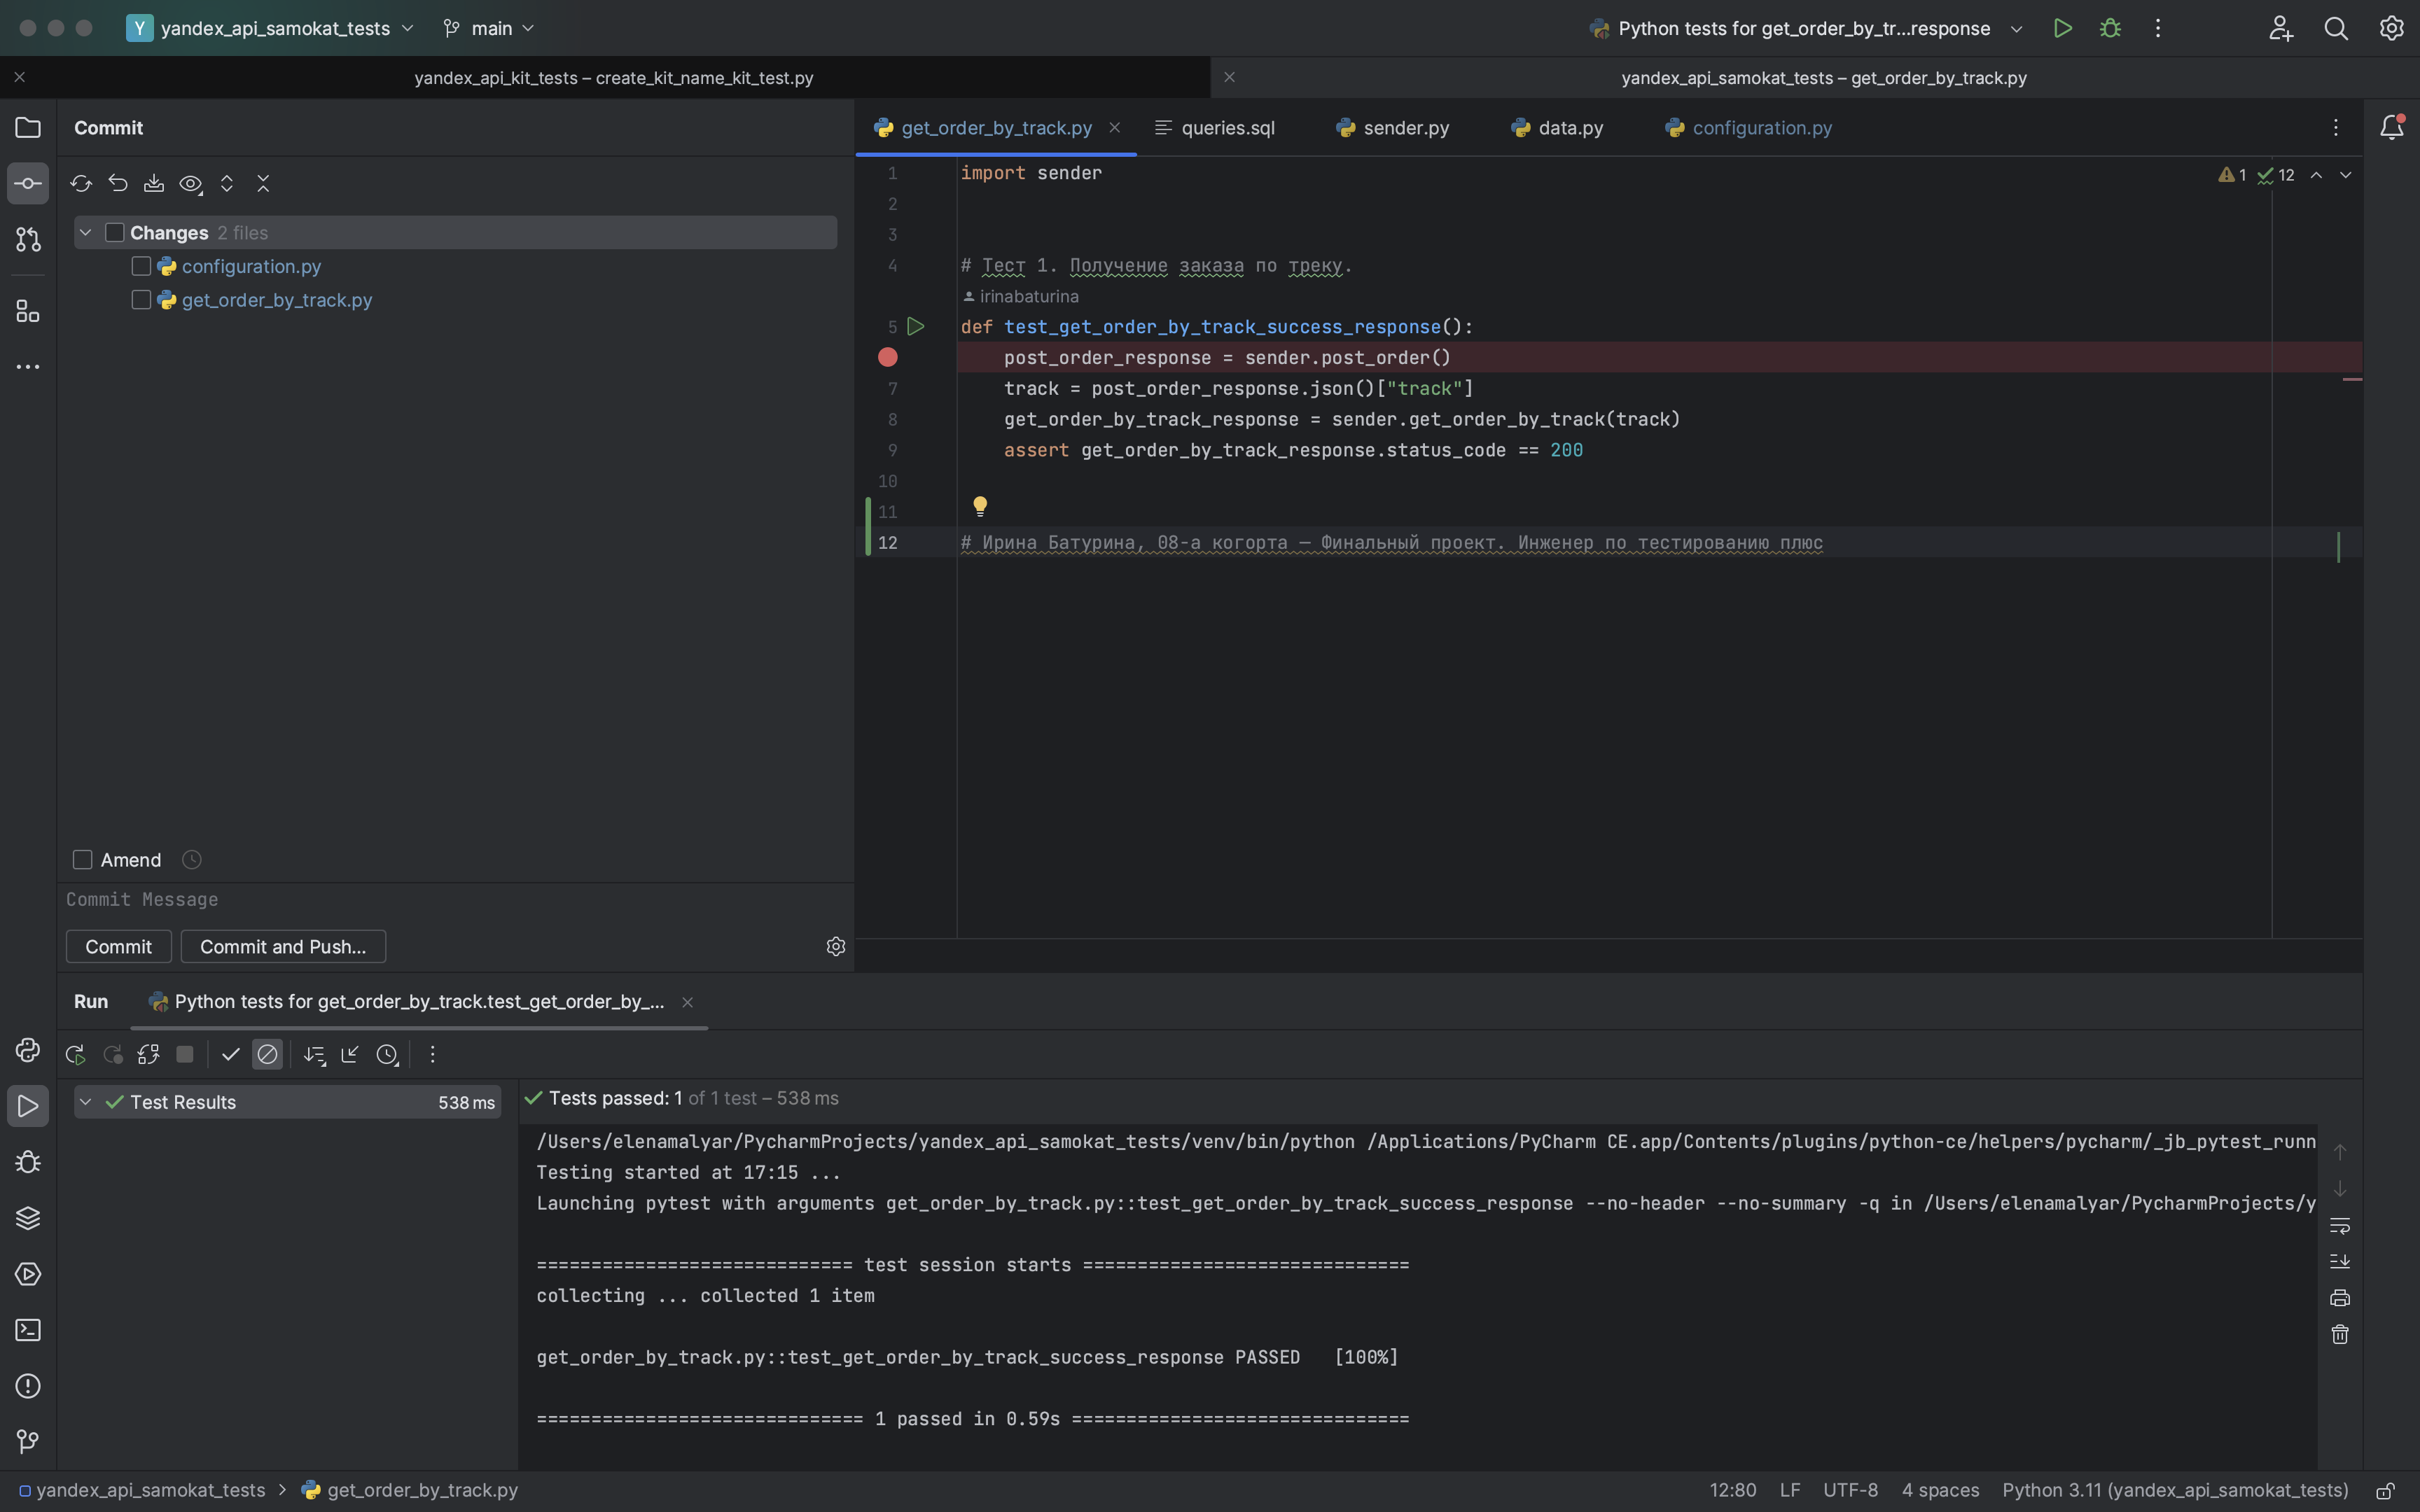 Y yandex_api_samokat_tests main Python tests for get_order_by_tr...response
yandex_api_kit_tests – create_kit_name_kit_test.py yandex_api_samokat_tests – get_order_by_track.py
Commit
get_order_by_track.py queries.sql sender.py data.py configuration.py
Changes 2 files
configuration.py
get_order_by_track.py
1 12
1 import sender
2
3
4 # Тест 1. Получение заказа по треку.
irinabaturina
5 def test_get_order_by_track_success_response():
post_order_response = sender.post_order()
7 track = post_order_response.json()["track"]
8 get_order_by_track_response = sender.get_order_by_track(track)
9 assert get_order_by_track_response.status_code == 200
10
11
12 # Ирина Батурина, 08-а когорта — Финальный проект. Инженер по тестированию плюс
Amend
Commit Message
Commit Commit and Push...
Run Python tests for get_order_by_track.test_get_order_by_...
Test Results 538 ms
Tests passed: 1 of 1 test – 538 ms
/Users/elenamalyar/PycharmProjects/yandex_api_samokat_tests/venv/bin/python /Applications/PyCharm CE.app/Contents/plugins/python-ce/helpers/pycharm/_jb_pytest_runn
Testing started at 17:15 ...
Launching pytest with arguments get_order_by_track.py::test_get_order_by_track_success_response --no-header --no-summary -q in /Users/elenamalyar/PycharmProjects/y
============================= test session starts ==============================
collecting ... collected 1 item
get_order_by_track.py::test_get_order_by_track_success_response PASSED [100%]
============================== 1 passed in 0.59s ===============================
yandex_api_samokat_tests > get_order_by_track.py 12:80 LF UTF-8 4 spaces Python 3.11 (yandex_api_samokat_tests)